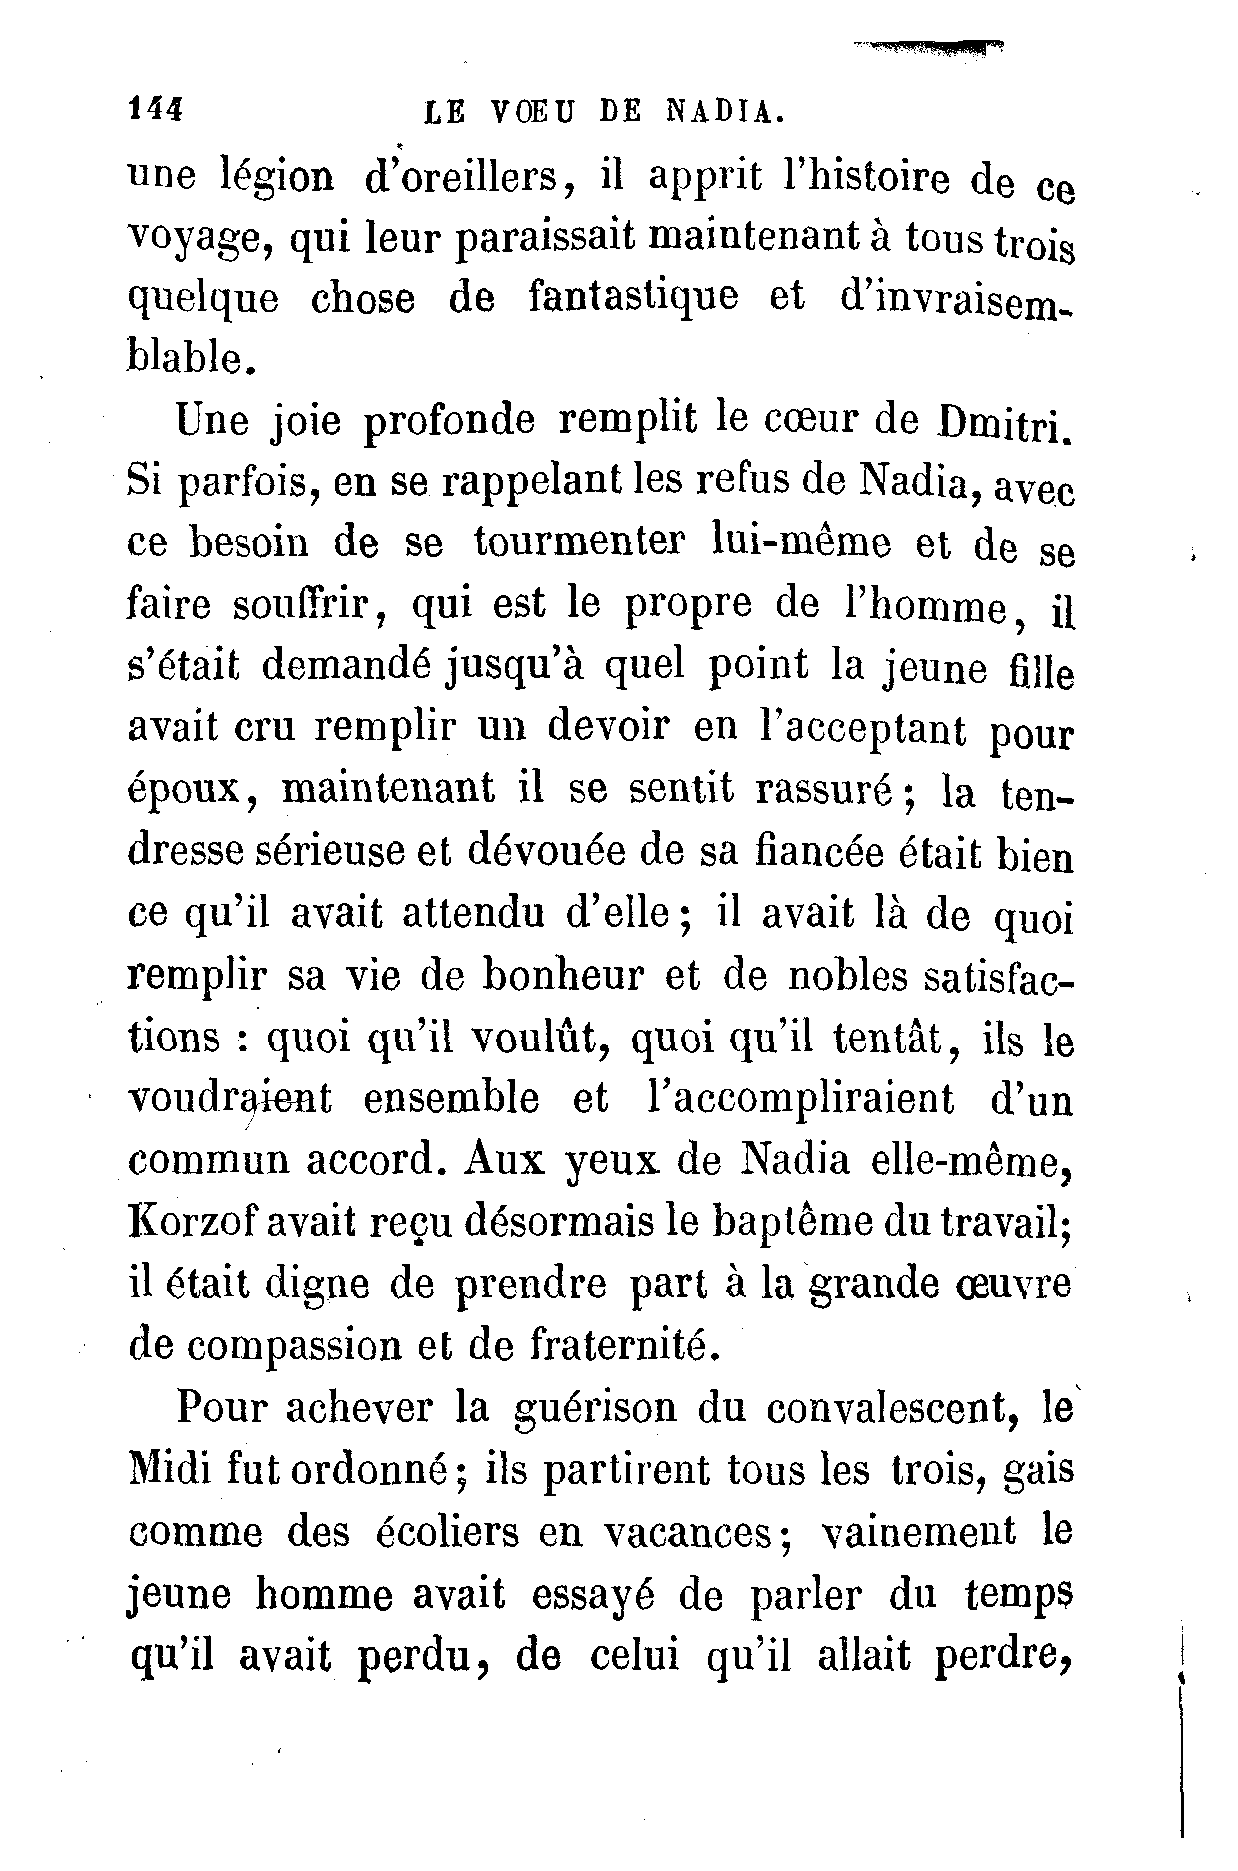 144 LE VŒU DE NADIA.
une légion d'oreillers, il apprit l'histoire de ce
voyage, qui leur paraissait maintenant à tous trois
quelque chose de fantastique et d'invraisem-
blable.
Une joie profonde remplit le cœur de Dmitri.
Si parfois, en se rappelant les refus de Nadia, avec
ce besoin de se tourmenter lui-même et de se
faire souffrir, qui est le propre de l'homme, il
s'était demandé jusqu'à quel point la jeune fille
avait cru remplir un devoir en l'acceptant pour
époux, maintenant il se sentit rassuré; la ten-
dresse sérieuse et dévouée de sa fiancée était bien
ce qu'il avait attendu d'elle; il avait là de quoi
remplir sa vie de bonheur et de nobles satisfac-
tions : quoi qu'il voulût, quoi qu'il tentât, ils le
voudraient ensemble et l'accompliraient d'un
commun accord. Aux yeux de Nadia elle-même,
Korzof avait reçu désormais le baptême du travail;
il était digne de prendre part à la grande œuvre
de compassion et de fraternité.
Pour achever la guérison du convalescent, le
Midi fut ordonné; ils partirent tous les trois, gais
comme des écoliers en vacances; vainement le
jeune homme avait essayé de parler du temps
qu'il avait perdu, de celui qu'il allait perdre,